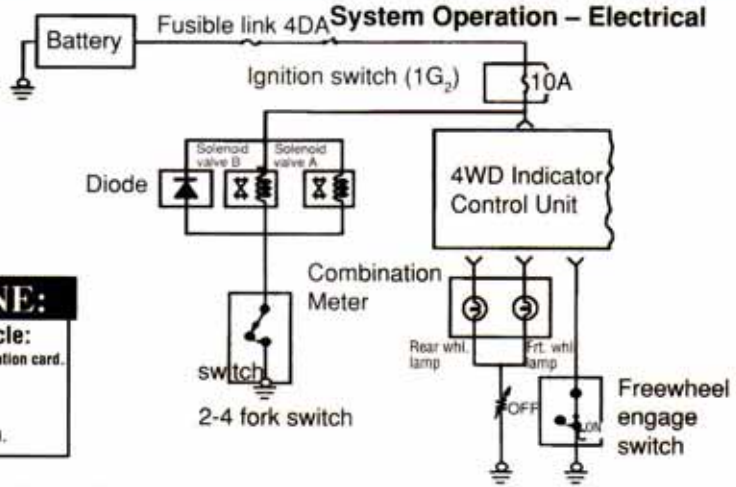 System Operation – Electrical
Battery
Fusible link 4DA
Ignition switch (1G₂)
10A
Solenoid valve B
Solenoid valve A
Diode
4WD Indicator
Control Unit
Combination
Meter
Rear whl.
lamp
Frt. whl
lamp
switch
2-4 fork switch
OFF
ON
Freewheel
engage
switch
NE:
cle:
ation card.